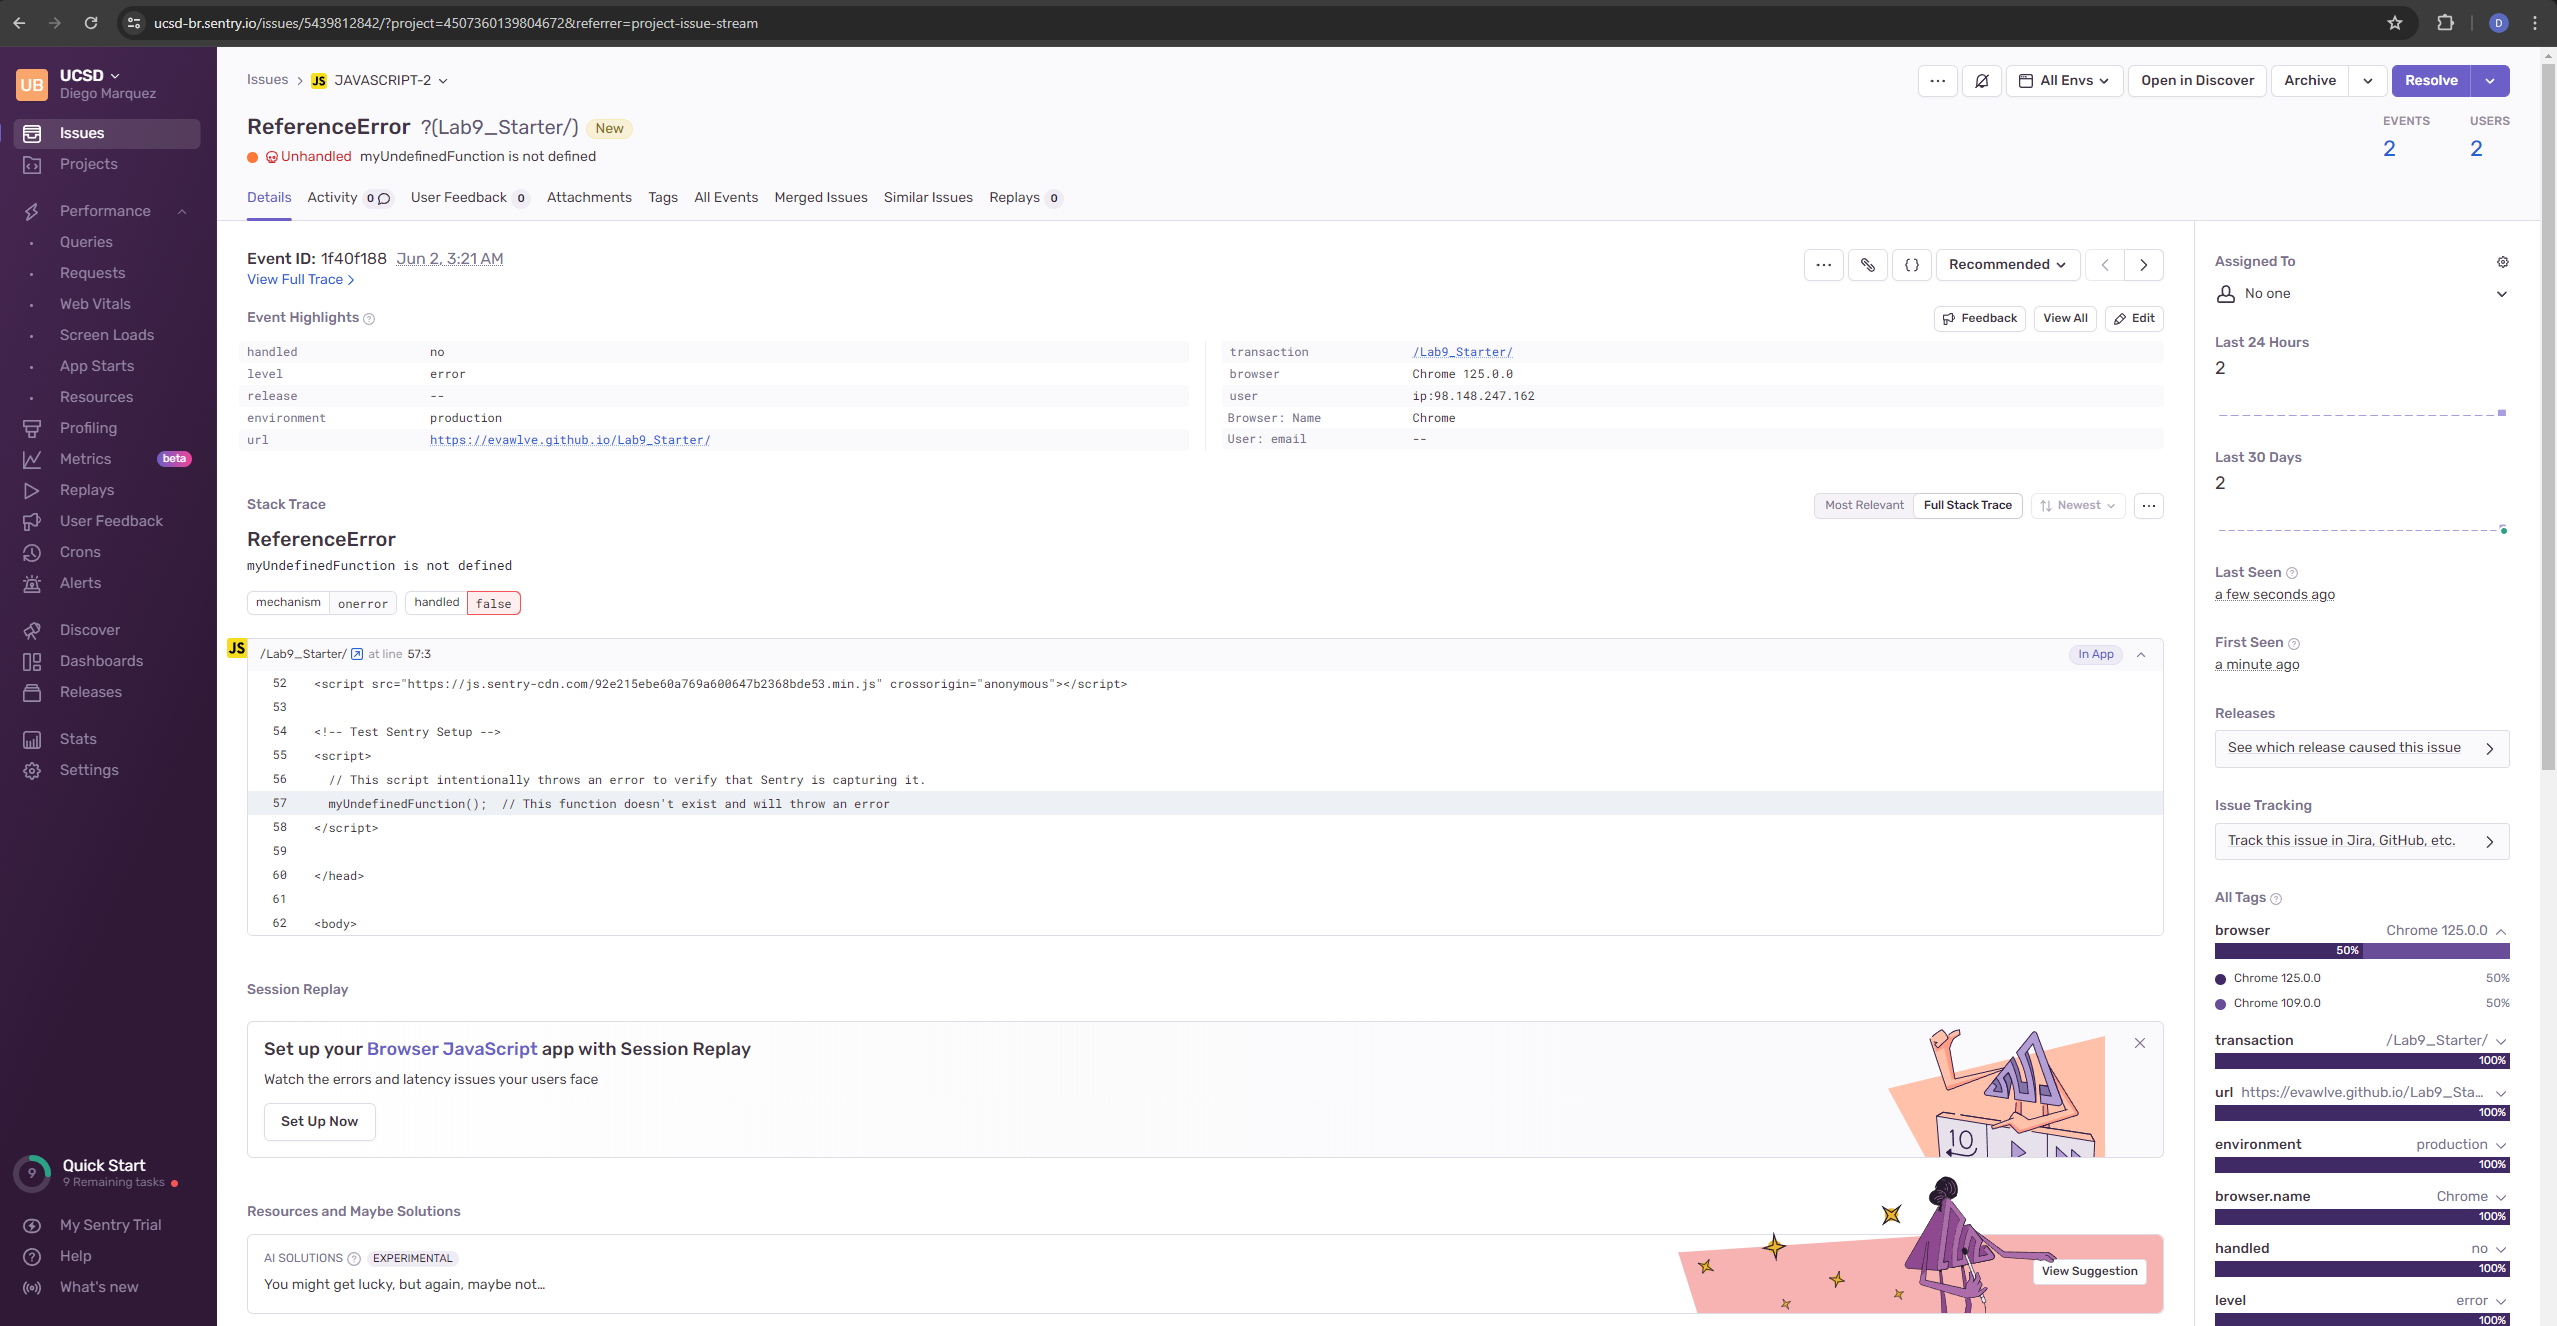 ucsd-br.sentry.io/issues/5439812842/?project=4507360139804672&referrer=project-issue-stream
D
UB
UCSD
Diego Marquez
Issues
Projects
Performance
Queries
Requests
Web Vitals
Screen Loads
App Starts
Resources
Profiling
Metrics beta
Replays
User Feedback
Crons
Alerts
Discover
Dashboards
Releases
Stats
Settings
9
Quick Start
9 Remaining tasks
My Sentry Trial
Help
What's new
Issues > JS JAVASCRIPT-2
All Envs Open in Discover Archive Resolve
ReferenceError ?(Lab9_Starter/) New
Unhandled myUndefinedFunction is not defined
EVENTS USERS
2 2
Details Activity 0 User Feedback 0 Attachments Tags All Events Merged Issues Similar Issues Replays 0
Event ID: 1f40f188 Jun 2, 3:21 AM
View Full Trace >
Recommended
Event Highlights
Feedback View All Edit
handled no
level error
release --
environment production
url https://evawlve.github.io/Lab9_Starter/
transaction /Lab9_Starter/
browser Chrome 125.0.0
user ip:98.148.247.162
Browser: Name Chrome
User: email --
Stack Trace
Most Relevant Full Stack Trace Newest
ReferenceError
myUndefinedFunction is not defined
mechanism onerror handled false
JS
/Lab9_Starter/ at line 57:3 In App
52 <script src="https://js.sentry-cdn.com/92e215ebe60a769a600647b2368bde53.min.js" crossorigin="anonymous"></script>
53
54 <!-- Test Sentry Setup -->
55 <script>
56 // This script intentionally throws an error to verify that Sentry is capturing it.
57 myUndefinedFunction(); // This function doesn't exist and will throw an error
58 </script>
59
60 </head>
61
62 <body>
Session Replay
Set up your Browser JavaScript app with Session Replay
Watch the errors and latency issues your users face
Set Up Now
10
Resources and Maybe Solutions
AI SOLUTIONS EXPERIMENTAL
You might get lucky, but again, maybe not...
View Suggestion
Assigned To
No one
Last 24 Hours
2
Last 30 Days
2
Last Seen
a few seconds ago
First Seen
a minute ago
Releases
See which release caused this issue
Issue Tracking
Track this issue in Jira, GitHub, etc.
All Tags
browser Chrome 125.0.0
50%
Chrome 125.0.0 50%
Chrome 109.0.0 50%
transaction /Lab9_Starter/
100%
url https://evawlve.github.io/Lab9_Sta...
100%
environment production
100%
browser.name Chrome
100%
handled no
100%
level error
100%